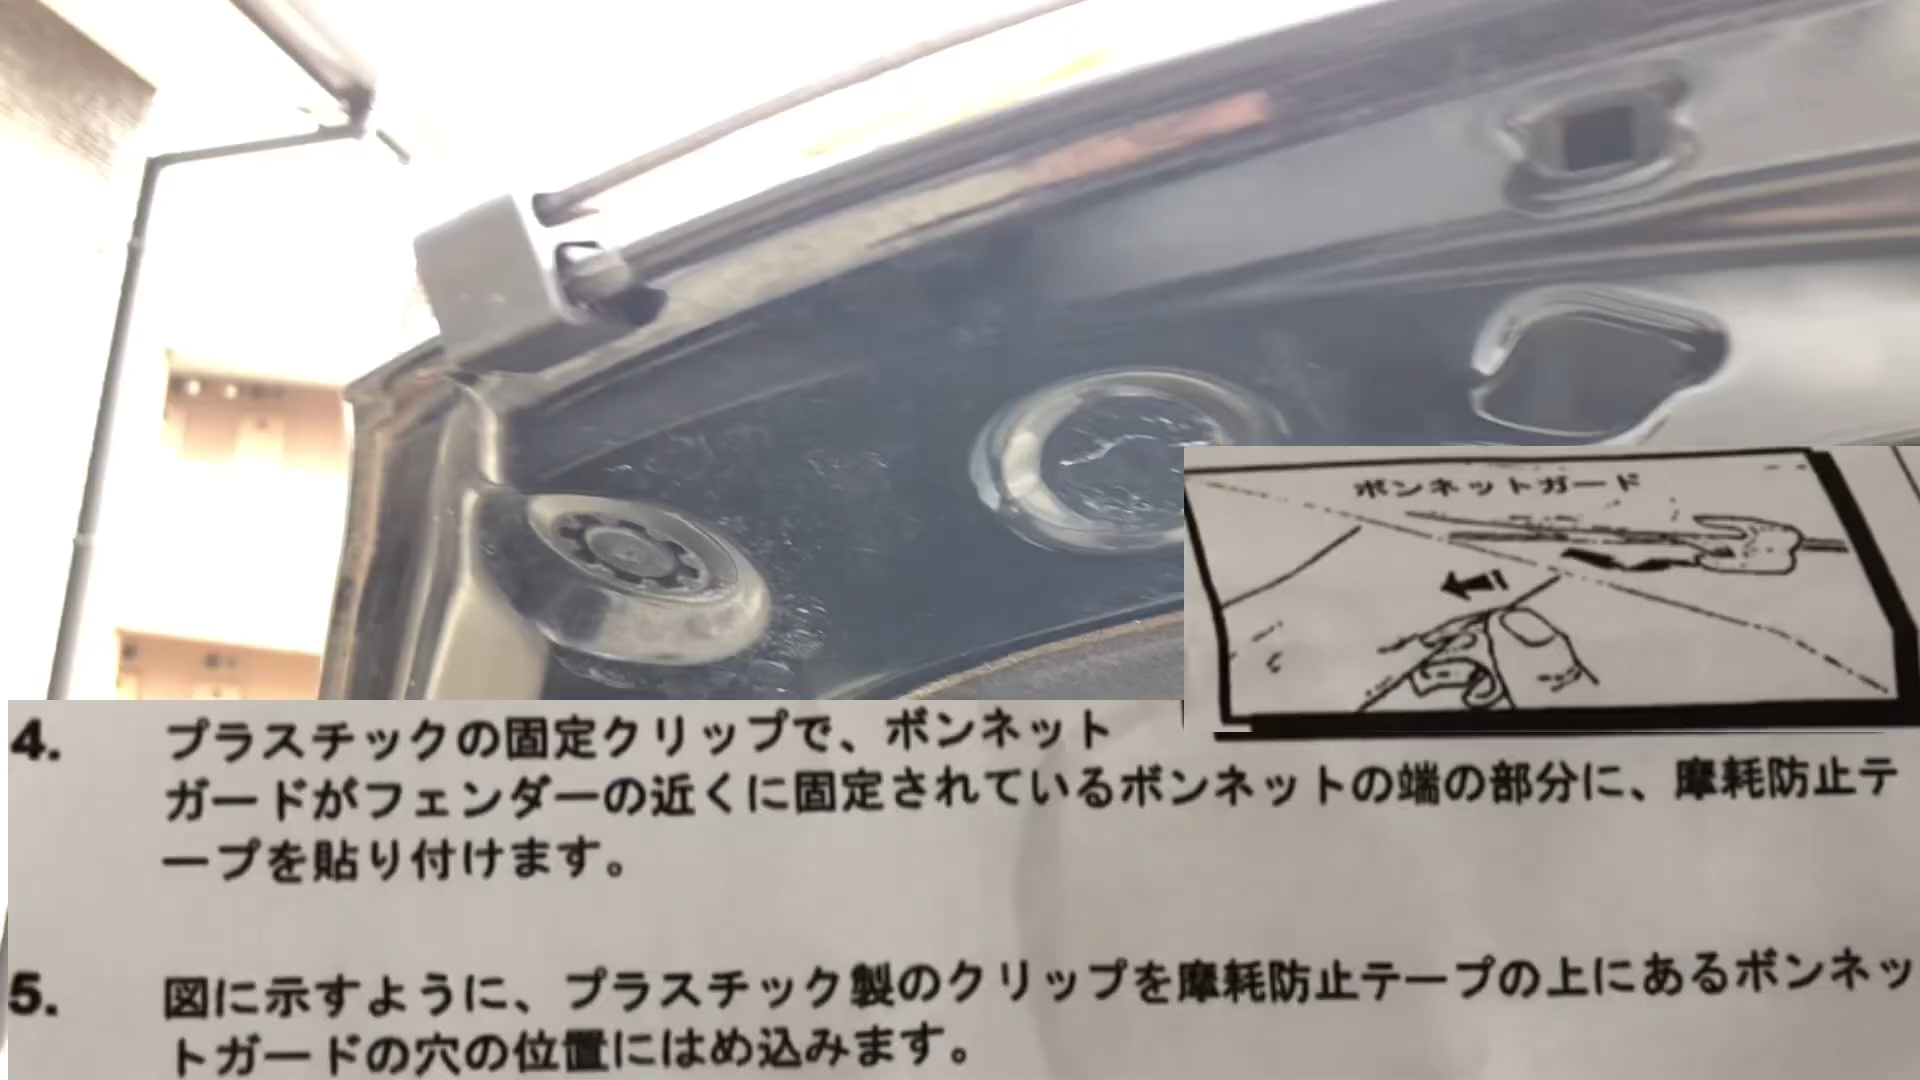 ボンネットガード
4. プラスチックの固定クリップで、ボンネット
ガードがフェンダーの近くに固定されているボンネットの端の部分に、摩耗防止テ
ープを貼り付けます。
5. 図に示すように、プラスチック製のクリップを摩耗防止テープの上にあるボンネッ
トガードの穴の位置にはめ込みます。